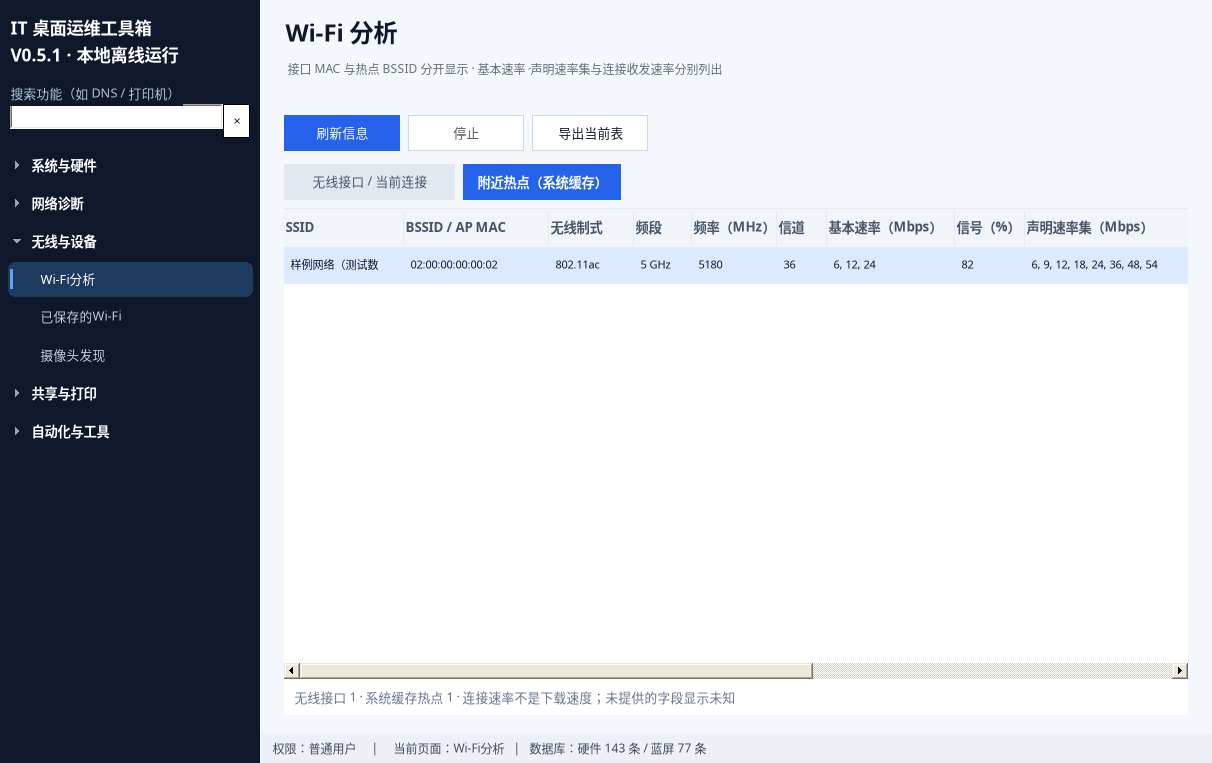 IT 桌面运维工具箱
V0.5.1 · 本地离线运行
搜索功能（如 DNS / 打印机）
×
系统与硬件
网络诊断
无线与设备
Wi-Fi分析
已保存的Wi-Fi
摄像头发现
共享与打印
自动化与工具
Wi-Fi 分析
接口 MAC 与热点 BSSID 分开显示 · 基本速率 ·声明速率集与连接收发速率分别列出
刷新信息 停止 导出当前表
无线接口 / 当前连接 附近热点（系统缓存）
SSID BSSID / AP MAC 无线制式 频段 频率（MHz） 信道 基本速率（Mbps） 信号（%） 声明速率集（Mbps）
样例网络（测试数 02:00:00:00:00:02 802.11ac 5 GHz 5180 36 6, 12, 24 82 6, 9, 12, 18, 24, 36, 48, 54
无线接口 1 · 系统缓存热点 1 · 连接速率不是下载速度；未提供的字段显示未知
权限：普通用户 | 当前页面：Wi-Fi分析 | 数据库：硬件 143 条 / 蓝屏 77 条